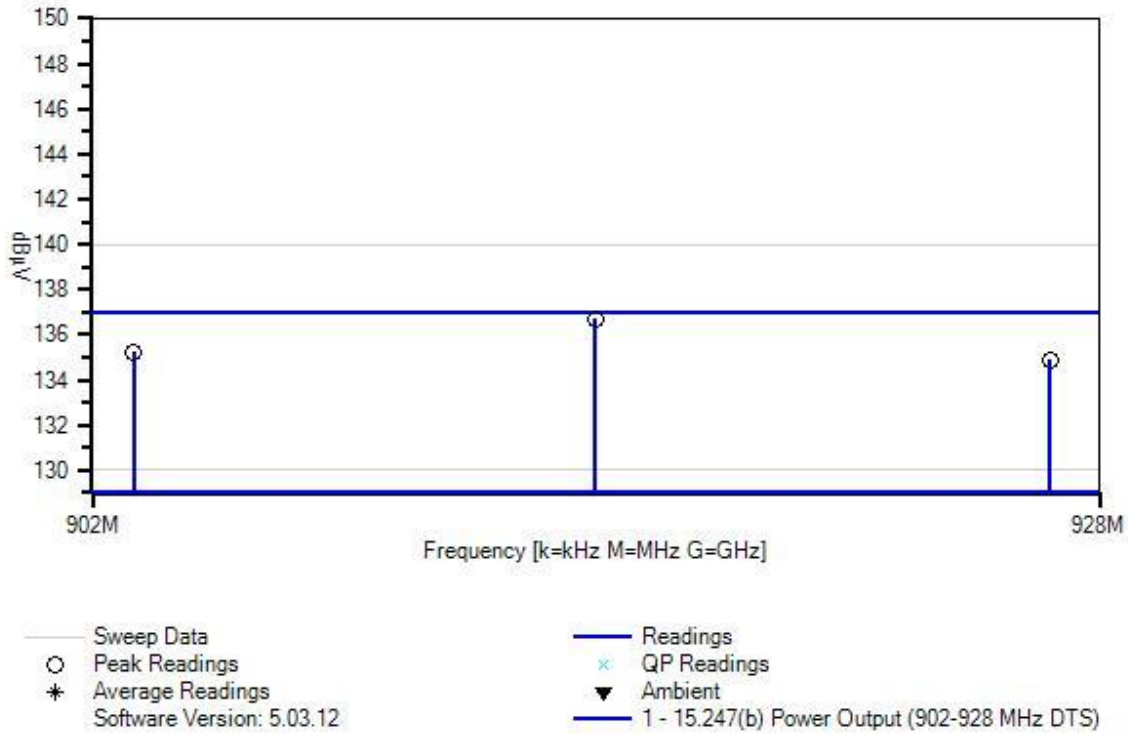 150
148
146
144
142
140
138
136
134
132
130
dBµV
902M
928M
Frequency [k=kHz M=MHz G=GHz]
Sweep Data
Readings
Peak Readings
QP Readings
Average Readings
Ambient
Software Version: 5.03.12
1 - 15.247(b) Power Output (902-928 MHz DTS)